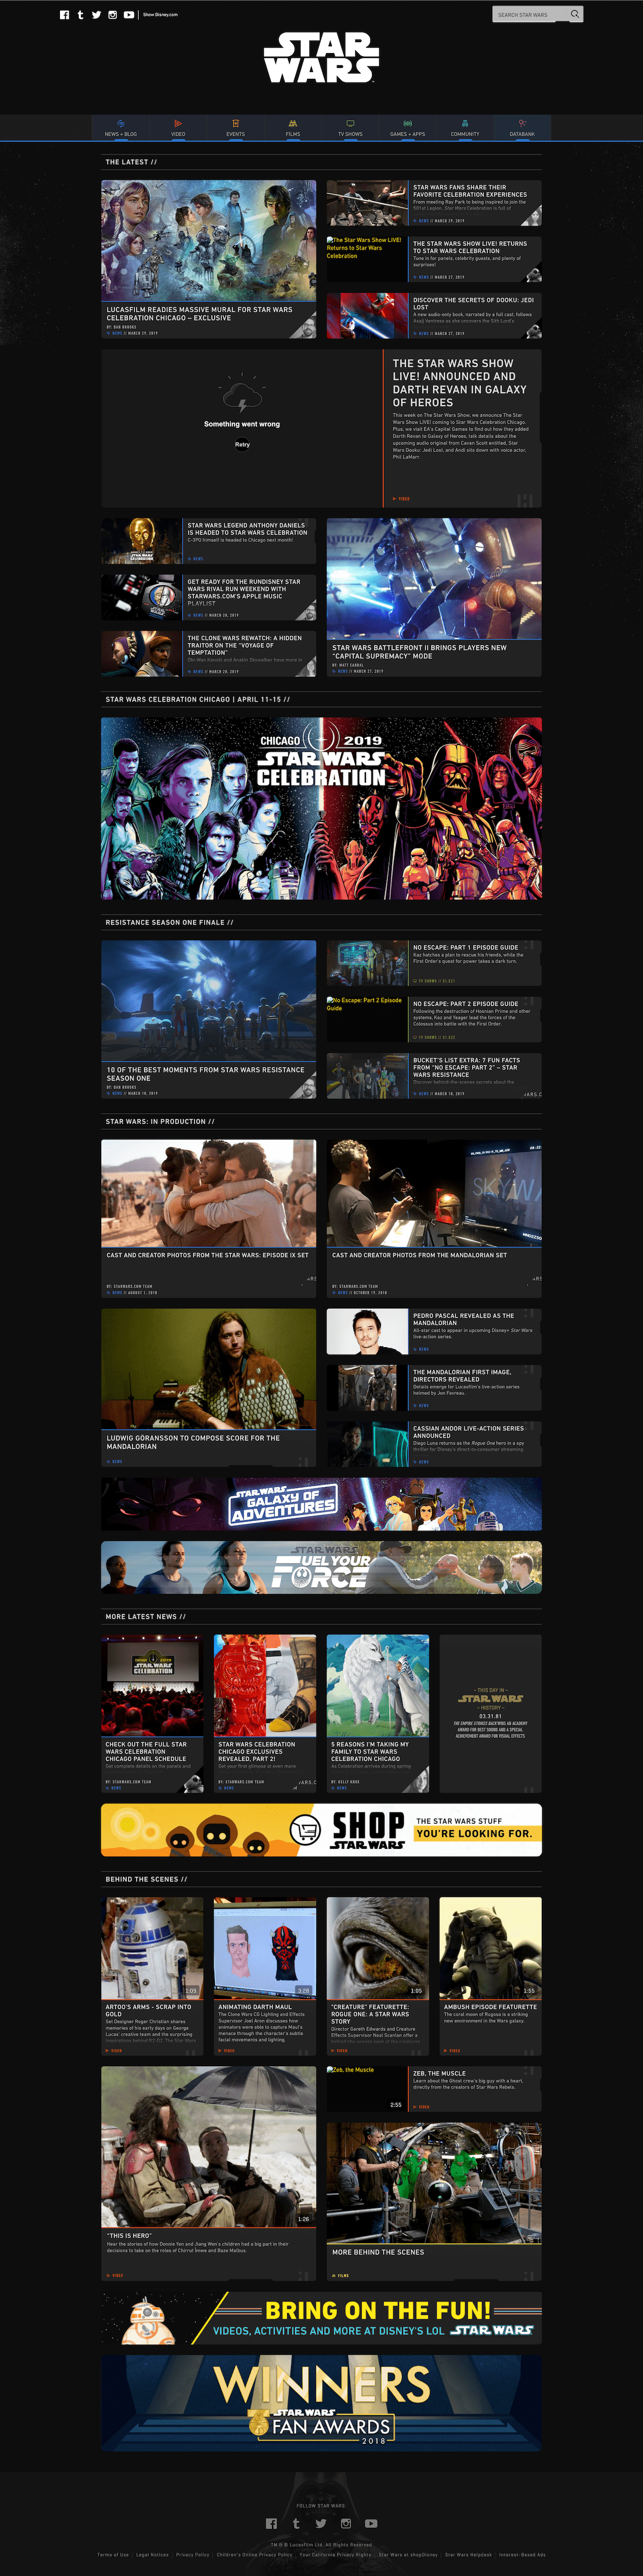 Show Disney.com
SEARCH STAR WARS
STAR
WARS
NEWS + BLOG
VIDEO
EVENTS
FILMS
TV SHOWS
GAMES + APPS
COMMUNITY
DATABANK
THE LATEST //
LUCASFILM READIES MASSIVE MURAL FOR STAR WARS
CELEBRATION CHICAGO – EXCLUSIVE
BY: DAN BROOKS
NEWS // MARCH 29, 2019
STAR WARS FANS SHARE THEIR
FAVORITE CELEBRATION EXPERIENCES
From meeting Ray Park to being inspired to join the
501st Legion, Star Wars Celebration is full of
NEWS // MARCH 29, 2019
The Star Wars Show LIVE!
Returns to Star Wars
Celebration
THE STAR WARS SHOW LIVE! RETURNS
TO STAR WARS CELEBRATION
Tune in for panels, celebrity guests, and plenty of
surprises!
NEWS // MARCH 27, 2019
DISCOVER THE SECRETS OF DOOKU: JEDI
LOST
A new audio-only book, narrated by a full cast, follows
Asajj Ventress as she uncovers the Sith Lord's
NEWS // MARCH 27, 2019
Something went wrong
Retry
THE STAR WARS SHOW
LIVE! ANNOUNCED AND
DARTH REVAN IN GALAXY
OF HEROES
This week on The Star Wars Show, we announce The Star
Wars Show LIVE! coming to Star Wars Celebration Chicago.
Plus, we visit EA's Capital Games to find out how they added
Darth Revan to Galaxy of Heroes, talk details about the
upcoming audio original from Cavan Scott entitled, Star
Wars: Dooku: Jedi Lost, and Andi sits down with voice actor,
Phil LaMarr.
VIDEO
STAR WARS LEGEND ANTHONY DANIELS
IS HEADED TO STAR WARS CELEBRATION
C-3PO himself is headed to Chicago next month!
NEWS
GET READY FOR THE RUNDISNEY STAR
WARS RIVAL RUN WEEKEND WITH
STARWARS.COM'S APPLE MUSIC
PLAYLIST
NEWS // MARCH 28, 2019
THE CLONE WARS REWATCH: A HIDDEN
TRAITOR ON THE "VOYAGE OF
TEMPTATION"
Obi-Wan Kenobi and Anakin Skywalker have more in
NEWS // MARCH 28, 2019
STAR WARS BATTLEFRONT II BRINGS PLAYERS NEW
"CAPITAL SUPREMACY" MODE
BY: MATT CABRAL
NEWS // MARCH 27, 2019
STAR WARS CELEBRATION CHICAGO | APRIL 11-15 //
CHICAGO 2019
STAR WARS
CELEBRATION
RESISTANCE SEASON ONE FINALE //
10 OF THE BEST MOMENTS FROM STAR WARS RESISTANCE
SEASON ONE
BY: DAN BROOKS
NEWS // MARCH 19, 2019
NO ESCAPE: PART 1 EPISODE GUIDE
Kaz hatches a plan to rescue his friends, while the
First Order's quest for power takes a dark turn.
TV SHOWS // S1.E21
No Escape: Part 2 Episode
Guide
NO ESCAPE: PART 2 EPISODE GUIDE
Following the destruction of Hosnian Prime and other
systems, Kaz and Yeager lead the forces of the
Colossus into battle with the First Order.
TV SHOWS // S1.E22
BUCKET'S LIST EXTRA: 7 FUN FACTS
FROM "NO ESCAPE: PART 2" – STAR
WARS RESISTANCE
Discover behind-the-scenes secrets about the
NEWS // MARCH 18, 2019
STAR WARS: IN PRODUCTION //
CAST AND CREATOR PHOTOS FROM THE STAR WARS: EPISODE IX SET
BY: STARWARS.COM TEAM
NEWS // AUGUST 1, 2018
SKYWA
CAST AND CREATOR PHOTOS FROM THE MANDALORIAN SET
BY: STARWARS.COM TEAM
NEWS // OCTOBER 19, 2018
LUDWIG GÖRANSSON TO COMPOSE SCORE FOR THE
MANDALORIAN
NEWS
PEDRO PASCAL REVEALED AS THE
MANDALORIAN
All-star cast to appear in upcoming Disney+ Star Wars
live-action series.
NEWS
THE MANDALORIAN FIRST IMAGE,
DIRECTORS REVEALED
Details emerge for Lucasfilm's live-action series
helmed by Jon Favreau.
NEWS
CASSIAN ANDOR LIVE-ACTION SERIES
ANNOUNCED
Diego Luna returns as the Rogue One hero in a spy
thriller for Disney's direct-to-consumer streaming
NEWS
STAR WARS
GALAXY OF
ADVENTURES
STAR WARS
FUEL YOUR
FORCE
MORE LATEST NEWS //
STAR WARS
CELEBRATION
CHECK OUT THE FULL STAR
WARS CELEBRATION
CHICAGO PANEL SCHEDULE
Get complete details on the panels and
BY: STARWARS.COM TEAM
NEWS
STAR WARS CELEBRATION
CHICAGO EXCLUSIVES
REVEALED, PART 2!
Get your first glimpse at even more
BY: STARWARS.COM TEAM
NEWS
5 REASONS I'M TAKING MY
FAMILY TO STAR WARS
CELEBRATION CHICAGO
As Celebration arrives during spring
BY: KELLY KNOX
NEWS
- THIS DAY IN -
STAR WARS
- HISTORY -
03.31.81
THE EMPIRE STRIKES BACK WINS AN ACADEMY
AWARD FOR BEST SOUND AND A SPECIAL
ACHIEVEMENT AWARD FOR VISUAL EFFECTS
SHOP
STAR WARS
THE STAR WARS STUFF
YOU'RE LOOKING FOR.
BEHIND THE SCENES //
1:09
ARTOO'S ARMS - SCRAP INTO
GOLD
Set Designer Roger Christian shares
memories of his early days on George
Lucas' creative team and the surprising
VIDEO
3:29
ANIMATING DARTH MAUL
The Clone Wars CG Lighting and Effects
Supervisor Joel Aron discusses how
animators were able to capture Maul's
menace through the character's subtle
facial movements and lighting.
VIDEO
1:05
"CREATURE" FEATURETTE:
ROGUE ONE: A STAR WARS
STORY
Director Gareth Edwards and Creature
Effects Supervisor Neal Scanlan offer a
VIDEO
1:55
AMBUSH EPISODE FEATURETTE
The coral moon of Rugosa is a striking
new environment in the Wars galaxy.
VIDEO
1:26
"THIS IS HERO"
Hear the stories of how Donnie Yen and Jiang Wen's children had a big part in their
decisions to take on the roles of Chirrut Imwe and Baze Malbus.
VIDEO
Zeb, the Muscle
2:55
ZEB, THE MUSCLE
Learn about the Ghost crew's big guy with a heart,
directly from the creators of Star Wars Rebels.
VIDEO
MORE BEHIND THE SCENES
FILMS
BRING ON THE FUN!
VIDEOS, ACTIVITIES AND MORE AT DISNEY'S LOL STAR WARS
WINNERS
STAR WARS
FAN AWARDS
2018
FOLLOW STAR WARS:
TM & © Lucasfilm Ltd. All Rights Reserved
Terms of Use | Legal Notices | Privacy Policy | Children's Online Privacy Policy | Your California Privacy Rights | Star Wars at shopDisney | Star Wars Helpdesk | Interest-Based Ads